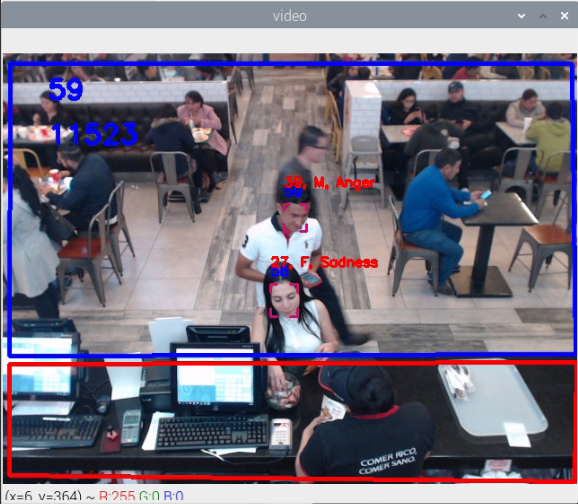 video
59
11523
39, M, Anger
27, F, Sadness
COMER RICO,
COMER SANO.
(x=6, y=364) ~ R:255 G:0 B:0